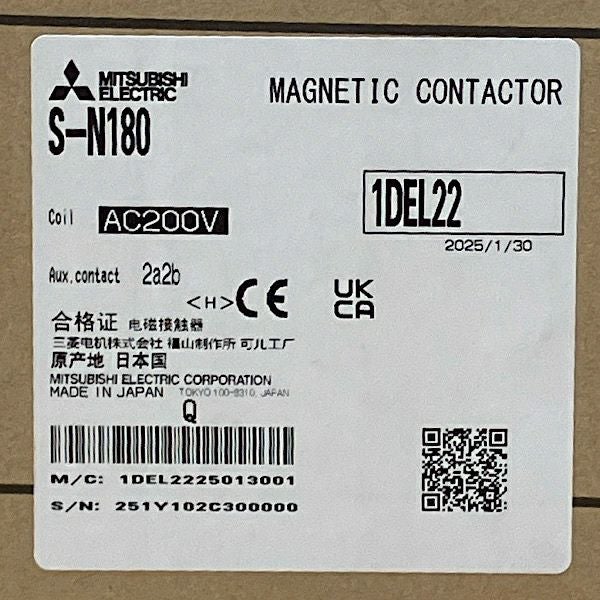 MITSUBISHI
ELECTRIC
MAGNETIC CONTACTOR
S-N180
Coil AC200V
1DEL22
2025/1/30
Aux.contact 2a2b
<H> CE UK
CA
合格证 电磁接触器
三菱电机株式会社 福山制作所 可儿工厂
原产地 日本国
MITSUBISHI ELECTRIC CORPORATION
MADE IN JAPAN TOKYO 100-8310, JAPAN
Q
M/C: 1DEL2225013001
S/N: 251Y102C300000